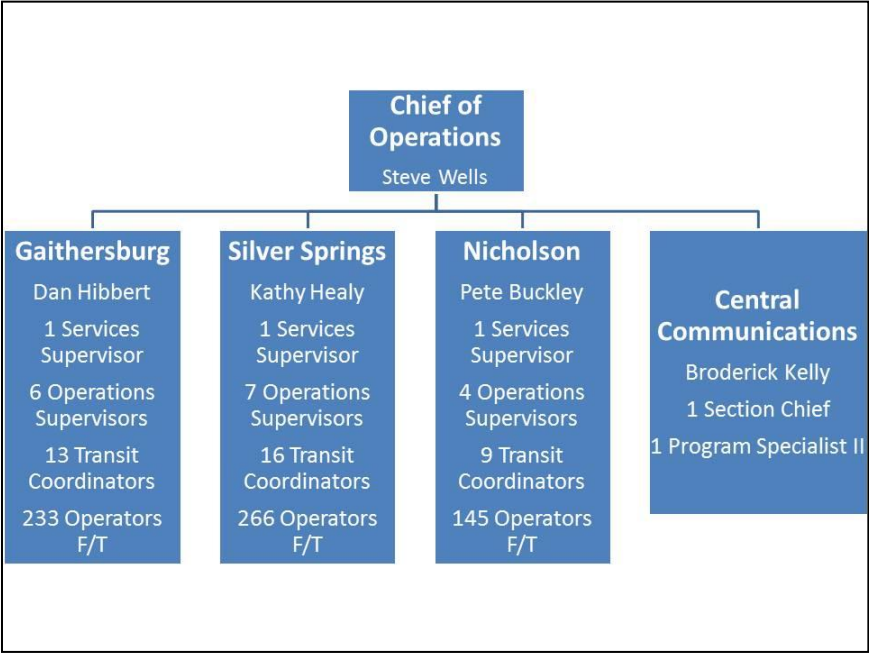 Chief of
Operations
Steve Wells
Gaithersburg
Dan Hibbert
1 Services
Supervisor
6 Operations
Supervisors
13 Transit
Coordinators
233 Operators
F/T
Silver Springs
Kathy Healy
1 Services
Supervisor
7 Operations
Supervisors
16 Transit
Coordinators
266 Operators
F/T
Nicholson
Pete Buckley
1 Services
Supervisor
4 Operations
Supervisors
9 Transit
Coordinators
145 Operators
F/T
Central
Communications
Broderick Kelly
1 Section Chief
1 Program Specialist II